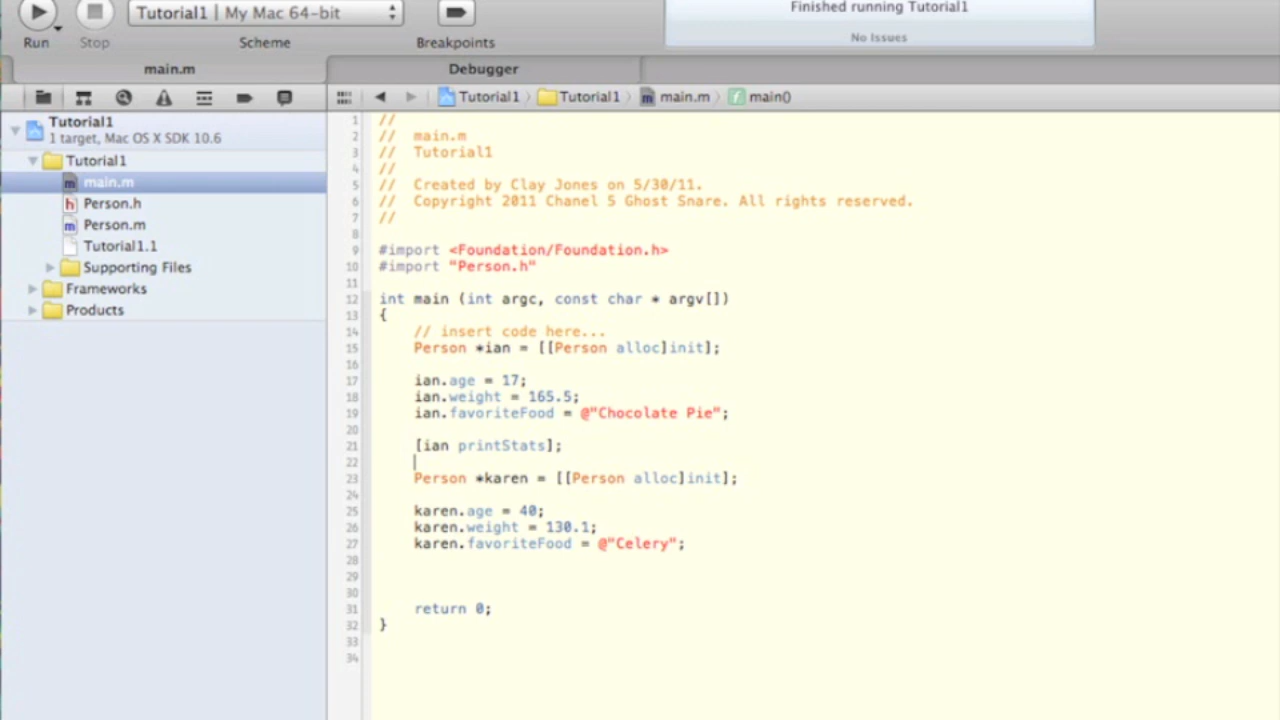 Tutorial1 | My Mac 64-bit
Finished running Tutorial1
No Issues
Run
Stop
Scheme
Breakpoints
main.m
Debugger
Tutorial1
Tutorial1
main.m
main()
Tutorial1
1 target, Mac OS X SDK 10.6
Tutorial1
main.m
Person.h
Person.m
Tutorial1.1
Supporting Files
Frameworks
Products
1 //
2 // main.m
3 // Tutorial1
4 //
5 // Created by Clay Jones on 5/30/11.
6 // Copyright 2011 Chanel 5 Ghost Snare. All rights reserved.
7 //
8
9 #import <Foundation/Foundation.h>
10 #import "Person.h"
11
12 int main (int argc, const char * argv[])
13 {
14 // insert code here...
15 Person *ian = [[Person alloc]init];
16
17 ian.age = 17;
18 ian.weight = 165.5;
19 ian.favoriteFood = @"Chocolate Pie";
20
21 [ian printStats];
22
23 Person *karen = [[Person alloc]init];
24
25 karen.age = 40;
26 karen.weight = 130.1;
27 karen.favoriteFood = @"Celery";
28
29
30
31 return 0;
32 }
33
34